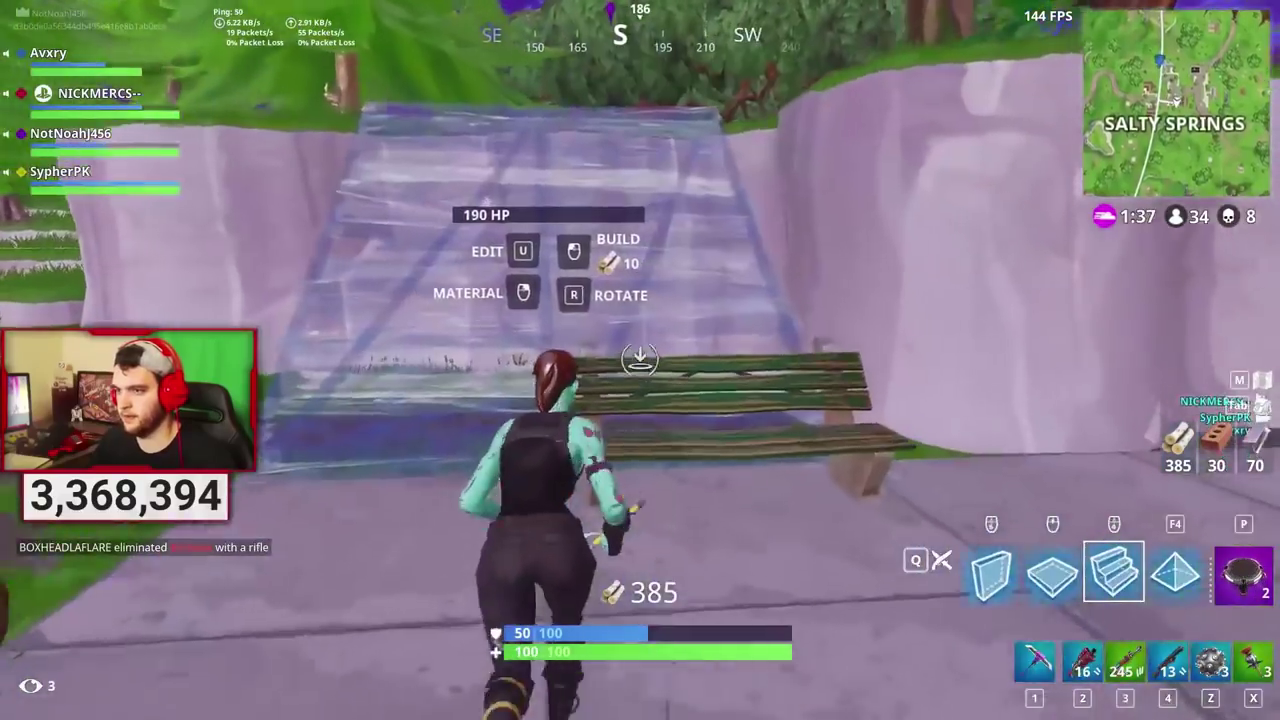 NotNoahJ456
Ping: 50
6.22 KB/s 2.91 KB/s
19 Packets/s 55 Packets/s
0% Packet Loss 0% Packet Loss
186
SE S SW
150 165 195 210 240
144 FPS
Avxry
NICKMERCS--
NotNoahJ456
SypherPK
SALTY SPRINGS
1:37 34 8
190 HP
EDIT U BUILD
10
MATERIAL R ROTATE
M
Tab
SypherPK
385 30 70
3,368,394
BOXHEADLAFLARE eliminated with a rifle
F4 P
Q
2
385
50 100
100 100
16 245 13 3 3
1 2 3 4 Z X
3